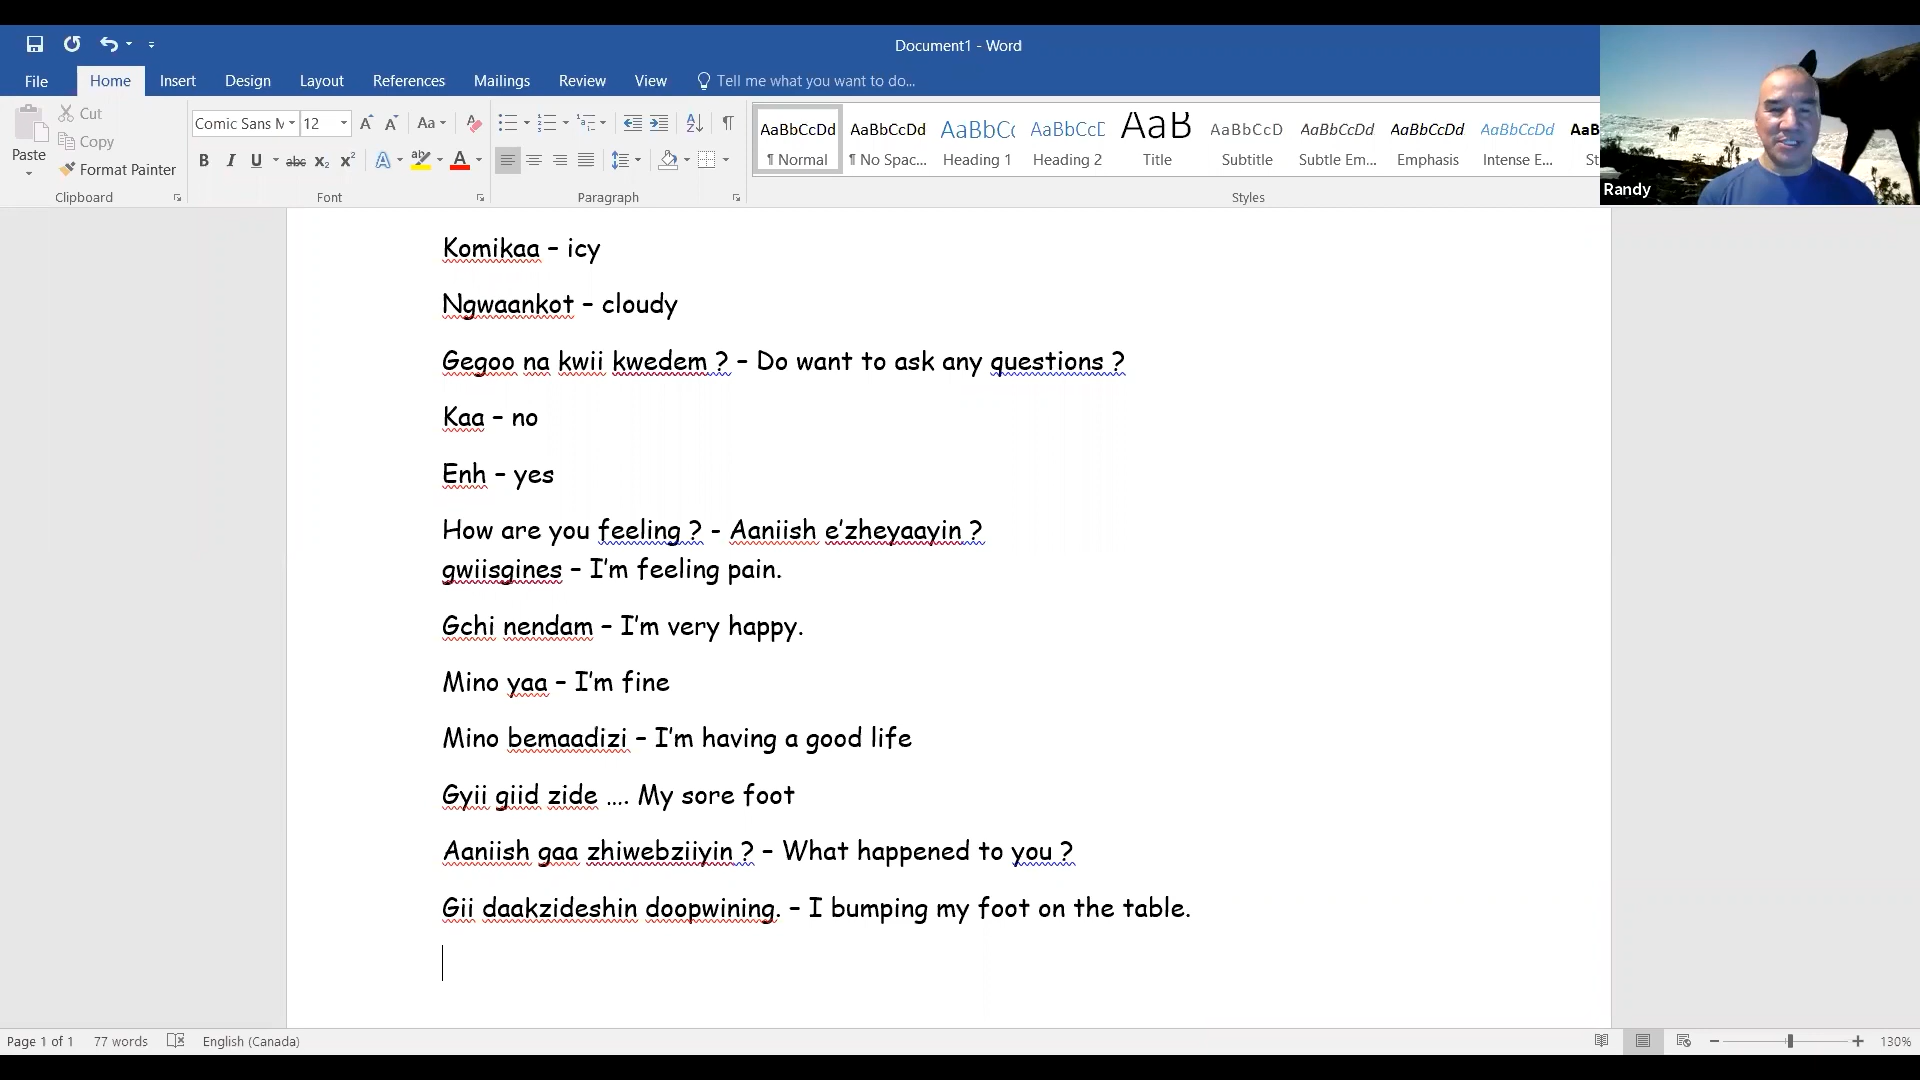 Document1 - Word
File Home Insert Design Layout References Mailings Review View Tell me what you want to do...
Paste
Cut
Copy
Format Painter
Clipboard
Comic Sans M 12
Font
Paragraph
AaBbCcDd AaBbCcDd AaBbCc AaBbCcD AaB AaBbCcD AaBbCcDd AaBbCcDd AaBbCcDd AaB
¶ Normal ¶ No Spac... Heading 1 Heading 2 Title Subtitle Subtle Em... Emphasis Intense E... St
Styles
Randy
Komikaa – icy
Ngwaankot – cloudy
Gegoo na kwii kwedem ? – Do want to ask any questions ?
Kaa – no
Enh – yes
How are you feeling ? - Aaniish e’zheyaayin ?
gwiisgines – I’m feeling pain.
Gchi nendam – I’m very happy.
Mino yaa – I’m fine
Mino bemaadizi – I’m having a good life
Gyii giid zide …. My sore foot
Aaniish gaa zhiwebziiyin ? – What happened to you ?
Gii daakzideshin doopwining. – I bumping my foot on the table.
Page 1 of 1 77 words English (Canada) 130%